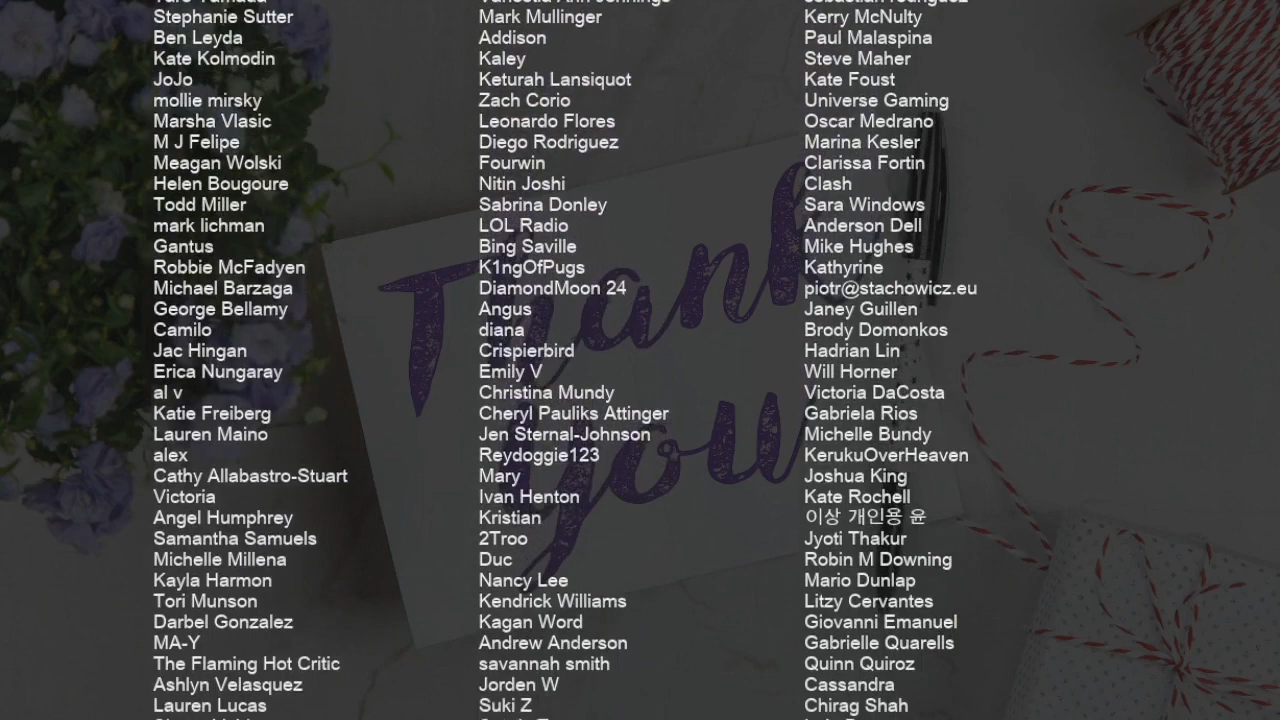 Stephanie Sutter
Ben Leyda
Kate Kolmodin
JoJo
mollie mirsky
Marsha Vlasic
M J Felipe
Meagan Wolski
Helen Bougoure
Todd Miller
mark lichman
Gantus
Robbie McFadyen
Michael Barzaga
George Bellamy
Camilo
Jac Hingan
Erica Nungaray
al v
Katie Freiberg
Lauren Maino
alex
Cathy Allabastro-Stuart
Victoria
Angel Humphrey
Samantha Samuels
Michelle Millena
Kayla Harmon
Tori Munson
Darbel Gonzalez
MA-Y
The Flaming Hot Critic
Ashlyn Velasquez
Lauren Lucas
Mark Mullinger
Addison
Kaley
Keturah Lansiquot
Zach Corio
Leonardo Flores
Diego Rodriguez
Fourwin
Nitin Joshi
Sabrina Donley
LOL Radio
Bing Saville
K1ngOfPugs
DiamondMoon 24
Angus
diana
Crispierbird
Emily V
Christina Mundy
Cheryl Pauliks Attinger
Jen Sternal-Johnson
Reydoggie123
Mary
Ivan Henton
Kristian
2Troo
Duc
Nancy Lee
Kendrick Williams
Kagan Word
Andrew Anderson
savannah smith
Jorden W
Suki Z
Kerry McNulty
Paul Malaspina
Steve Maher
Kate Foust
Universe Gaming
Oscar Medrano
Marina Kesler
Clarissa Fortin
Clash
Sara Windows
Anderson Dell
Mike Hughes
Kathyrine
piotr@stachowicz.eu
Janey Guillen
Brody Domonkos
Hadrian Lin
Will Horner
Victoria DaCosta
Gabriela Rios
Michelle Bundy
KerukuOverHeaven
Joshua King
Kate Rochell
이상 개인용 윤
Jyoti Thakur
Robin M Downing
Mario Dunlap
Litzy Cervantes
Giovanni Emanuel
Gabrielle Quarells
Quinn Quiroz
Cassandra
Chirag Shah
Thank
you